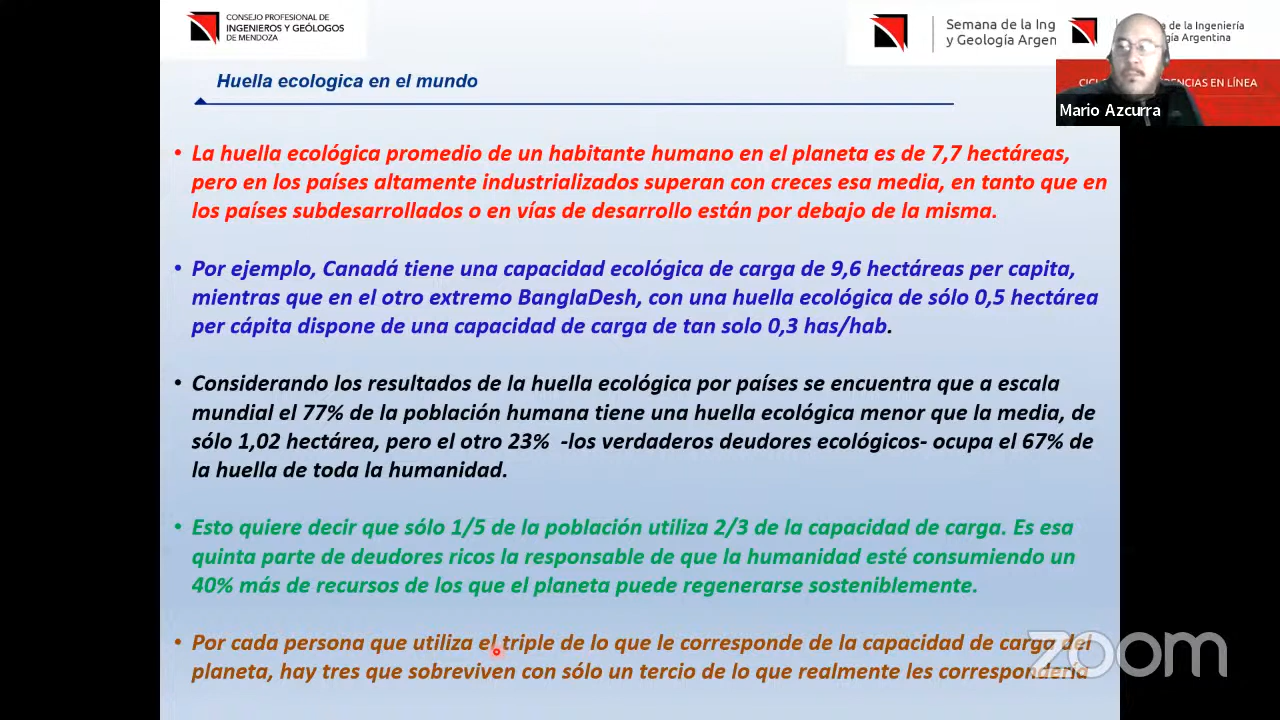 CONSEJO PROFESIONAL DE
INGENIEROS Y GEÓLOGOS
DE MENDOZA
Semana de la Ing
y Geología Argen
de la Ingeniería
ología Argentina
CICL
RENCIAS EN LÍNEA
Mario Azcurra
Huella ecologica en el mundo
• La huella ecológica promedio de un habitante humano en el planeta es de 7,7 hectáreas,
pero en los países altamente industrializados superan con creces esa media, en tanto que en
los países subdesarrollados o en vías de desarrollo están por debajo de la misma.
• Por ejemplo, Canadá tiene una capacidad ecológica de carga de 9,6 hectáreas per capita,
mientras que en el otro extremo BanglaDesh, con una huella ecológica de sólo 0,5 hectárea
per cápita dispone de una capacidad de carga de tan solo 0,3 has/hab.
• Considerando los resultados de la huella ecológica por países se encuentra que a escala
mundial el 77% de la población humana tiene una huella ecológica menor que la media, de
sólo 1,02 hectárea, pero el otro 23% -los verdaderos deudores ecológicos- ocupa el 67% de
la huella de toda la humanidad.
• Esto quiere decir que sólo 1/5 de la población utiliza 2/3 de la capacidad de carga. Es esa
quinta parte de deudores ricos la responsable de que la humanidad esté consumiendo un
40% más de recursos de los que el planeta puede regenerarse sosteniblemente.
• Por cada persona que utiliza el triple de lo que le corresponde de la capacidad de carga del
planeta, hay tres que sobreviven con sólo un tercio de lo que realmente les correspondería
zoom